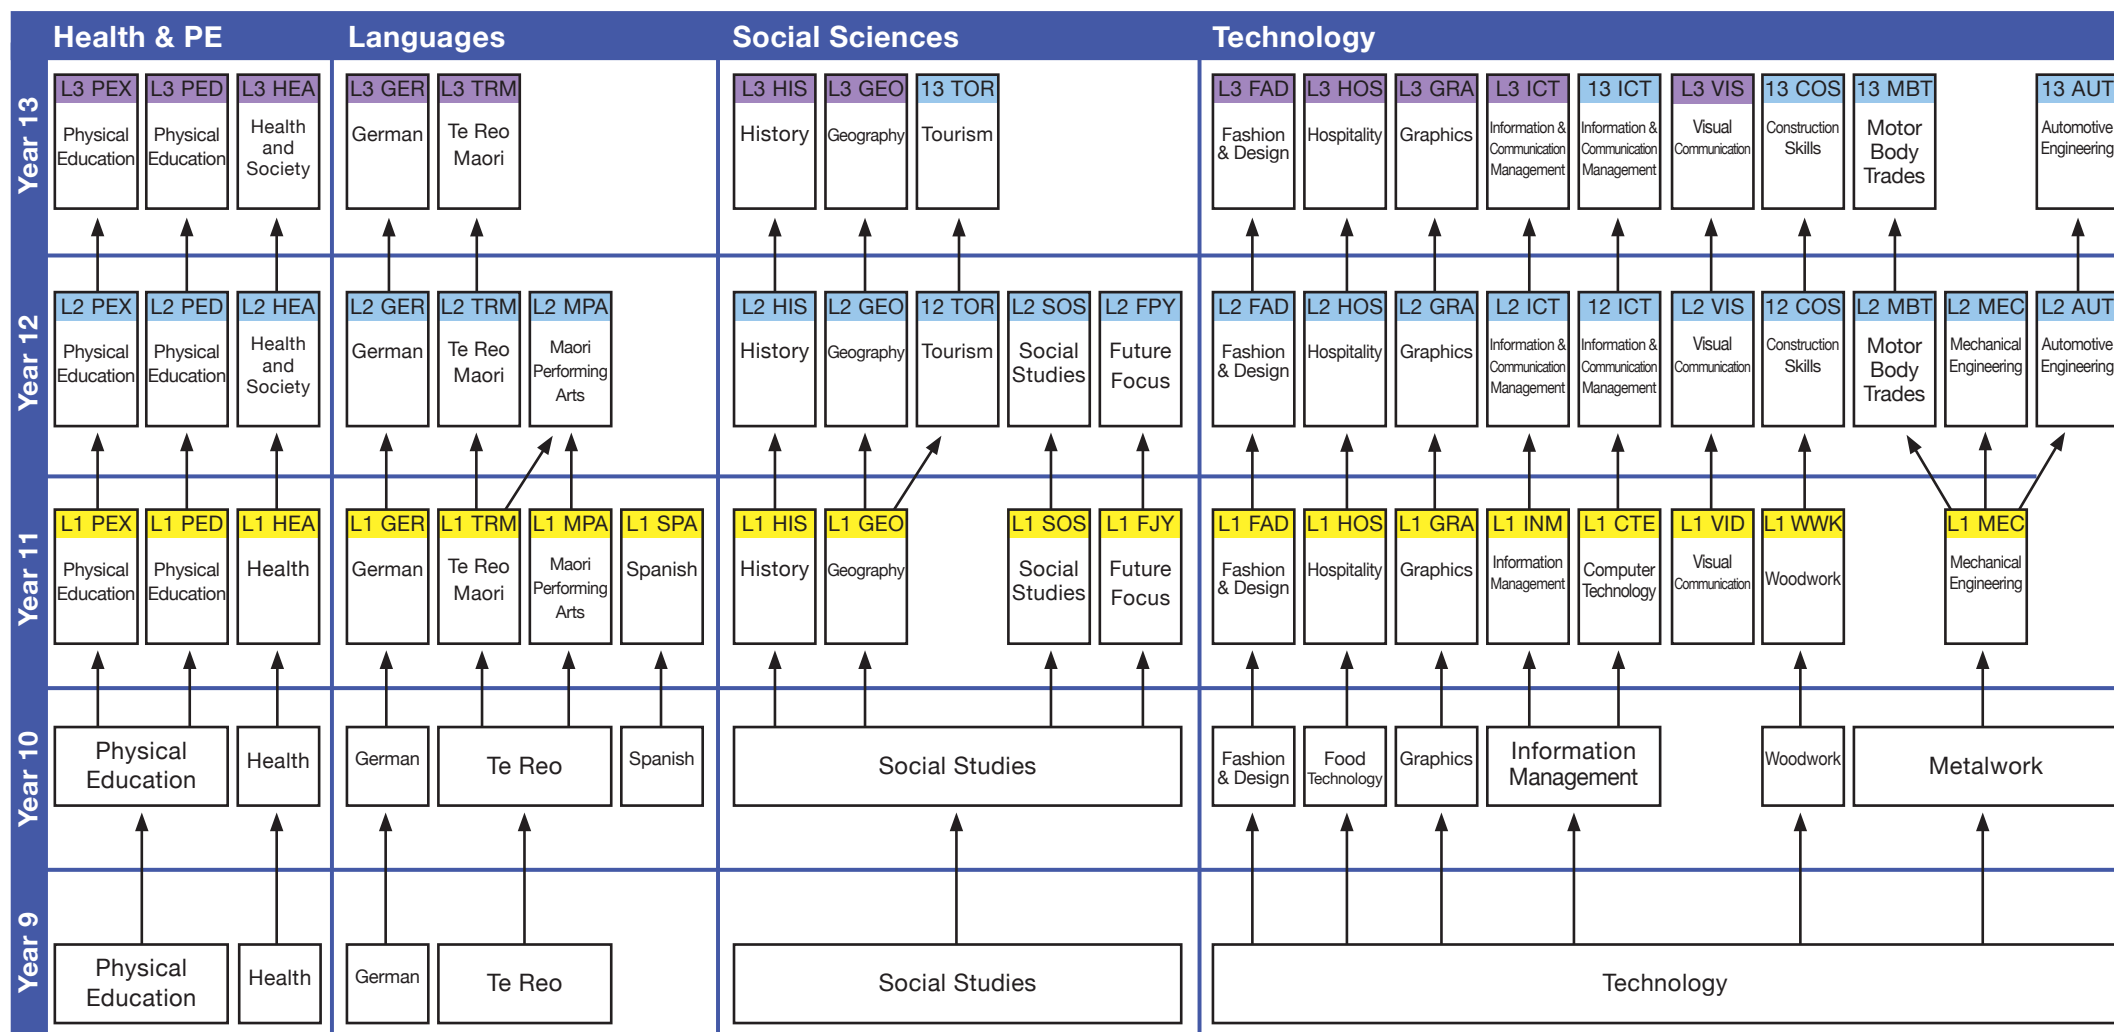 Health & PE
Languages
Social Sciences
Technology
Year 13
L3 PEX
Physical
Education
L3 PED
Physical
Education
L3 HEA
Health
and
Society
L3 GER
German
L3 TRM
Te Reo
Maori
L3 HIS
History
L3 GEO
Geography
13 TOR
Tourism
L3 FAD
Fashion
& Design
L3 HOS
Hospitality
L3 GRA
Graphics
L3 ICT
Information &
Communication
Management
13 ICT
Information &
Communication
Management
L3 VIS
Visual
Communication
13 COS
Construction
Skills
13 MBT
Motor
Body
Trades
13 AUT
Automotive
Engineering
Year 12
L2 PEX
Physical
Education
L2 PED
Physical
Education
L2 HEA
Health
and
Society
L2 GER
German
L2 TRM
Te Reo
Maori
L2 MPA
Maori
Performing
Arts
L2 HIS
History
L2 GEO
Geography
12 TOR
Tourism
L2 SOS
Social
Studies
L2 FPY
Future
Focus
L2 FAD
Fashion
& Design
L2 HOS
Hospitality
L2 GRA
Graphics
L2 ICT
Information &
Communication
Management
12 ICT
Information &
Communication
Management
L2 VIS
Visual
Communication
12 COS
Construction
Skills
L2 MBT
Motor
Body
Trades
L2 MEC
Mechanical
Engineering
L2 AUT
Automotive
Engineering
Year 11
L1 PEX
Physical
Education
L1 PED
Physical
Education
L1 HEA
Health
L1 GER
German
L1 TRM
Te Reo
Maori
L1 MPA
Maori
Performing
Arts
L1 SPA
Spanish
L1 HIS
History
L1 GEO
Geography
L1 SOS
Social
Studies
L1 FJY
Future
Focus
L1 FAD
Fashion
& Design
L1 HOS
Hospitality
L1 GRA
Graphics
L1 INM
Information
Management
L1 CTE
Computer
Technology
L1 VID
Visual
Communication
L1 WWK
Woodwork
L1 MEC
Mechanical
Engineering
Year 10
Physical
Education
Health
German
Te Reo
Spanish
Social Studies
Fashion
& Design
Food
Technology
Graphics
Information
Management
Woodwork
Metalwork
Year 9
Physical
Education
Health
German
Te Reo
Social Studies
Technology